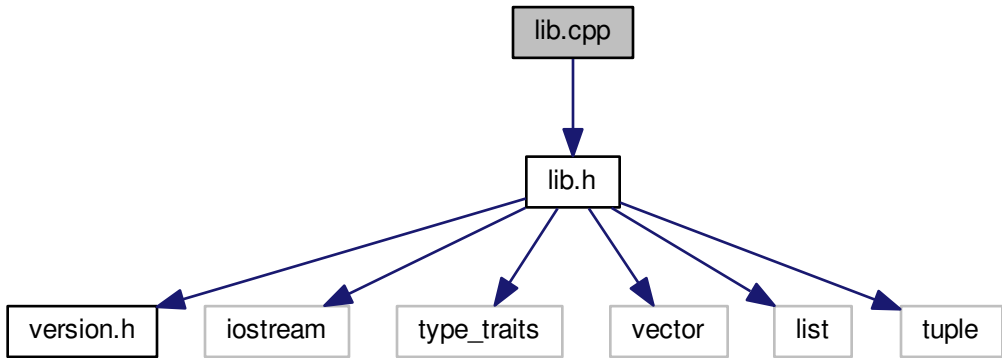 lib.cpp
lib.h
version.h
iostream
type_traits
vector
list
tuple